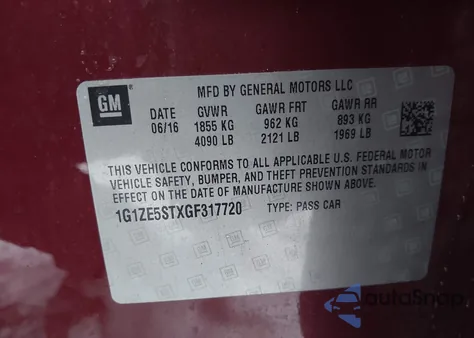 GM
MFD BY GENERAL MOTORS LLC
DATE GVWR GAWR FRT GAWR RR
06/16 1855 KG 962 KG 893 KG
4090 LB 2121 LB 1969 LB
THIS VEHICLE CONFORMS TO ALL APPLICABLE U.S. FEDERAL MOTOR
VEHICLE SAFETY, BUMPER, AND THEFT PREVENTION STANDARDS IN
EFFECT ON THE DATE OF MANUFACTURE SHOWN ABOVE.
1G1ZE5STXGF317720 TYPE: PASS CAR
AutoSnap